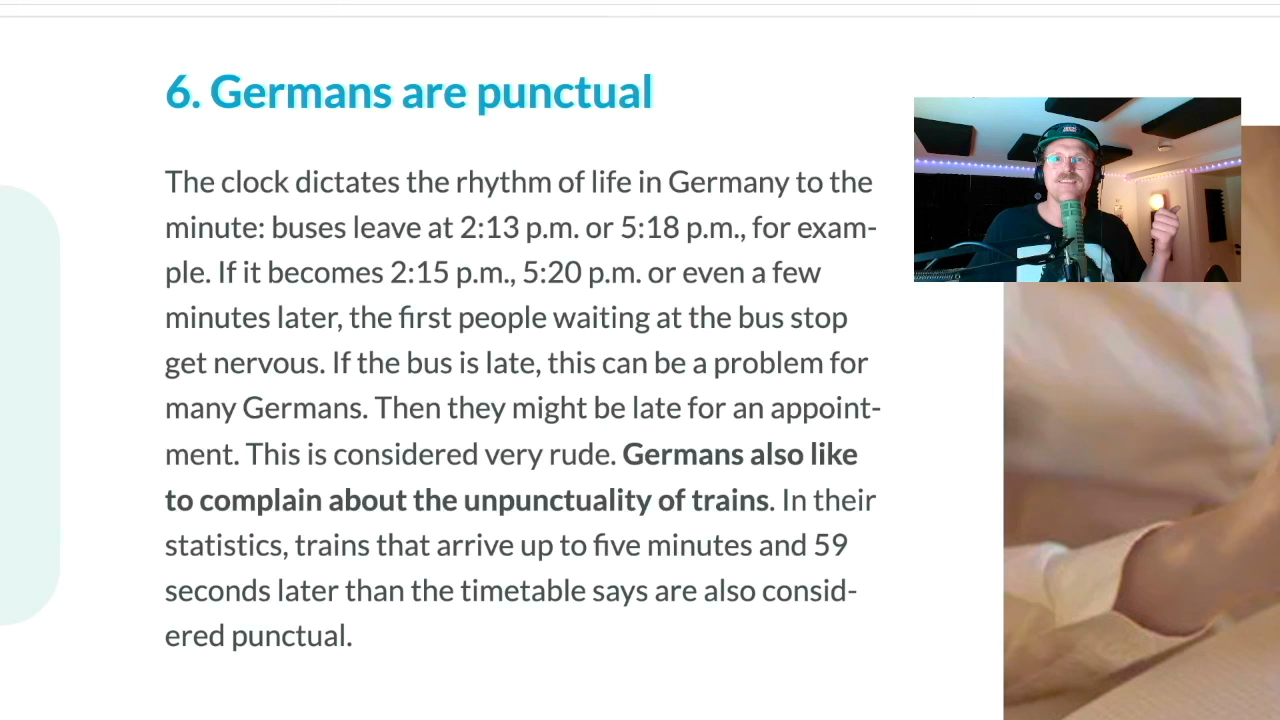 6. Germans are punctual
The clock dictates the rhythm of life in Germany to the
minute: buses leave at 2:13 p.m. or 5:18 p.m., for exam-
ple. If it becomes 2:15 p.m., 5:20 p.m. or even a few
minutes later, the first people waiting at the bus stop
get nervous. If the bus is late, this can be a problem for
many Germans. Then they might be late for an appoint-
ment. This is considered very rude. Germans also like
to complain about the unpunctuality of trains. In their
statistics, trains that arrive up to five minutes and 59
seconds later than the timetable says are also consid-
ered punctual.